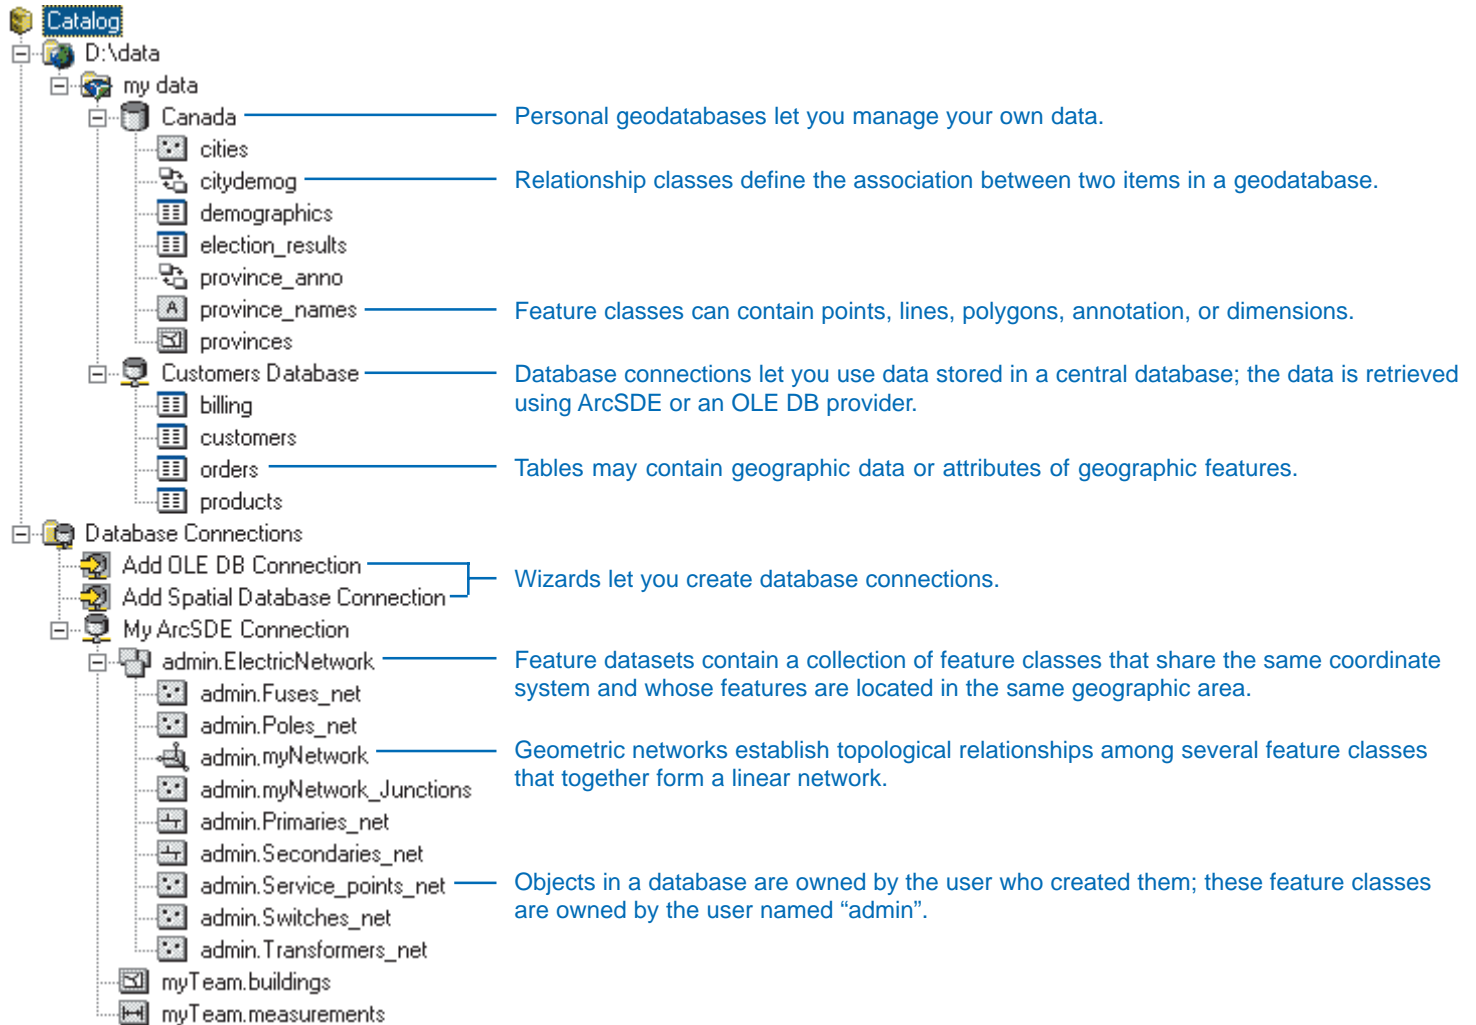 Catalog
D:\data
my data
Canada
Personal geodatabases let you manage your own data.
cities
citydemog
Relationship classes define the association between two items in a geodatabase.
demographics
election_results
province_anno
A
province_names
Feature classes can contain points, lines, polygons, annotation, or dimensions.
provinces
Customers Database
Database connections let you use data stored in a central database; the data is retrieved
using ArcSDE or an OLE DB provider.
billing
customers
orders
Tables may contain geographic data or attributes of geographic features.
products
Database Connections
Add OLE DB Connection
Add Spatial Database Connection
Wizards let you create database connections.
My ArcSDE Connection
admin.ElectricNetwork
Feature datasets contain a collection of feature classes that share the same coordinate
system and whose features are located in the same geographic area.
admin.Fuses_net
admin.Poles_net
admin.myNetwork
Geometric networks establish topological relationships among several feature classes
that together form a linear network.
admin.myNetwork_Junctions
admin.Primaries_net
admin.Secondaries_net
admin.Service_points_net
Objects in a database are owned by the user who created them; these feature classes
are owned by the user named “admin”.
admin.Switches_net
admin.Transformers_net
myTeam.buildings
myTeam.measurements